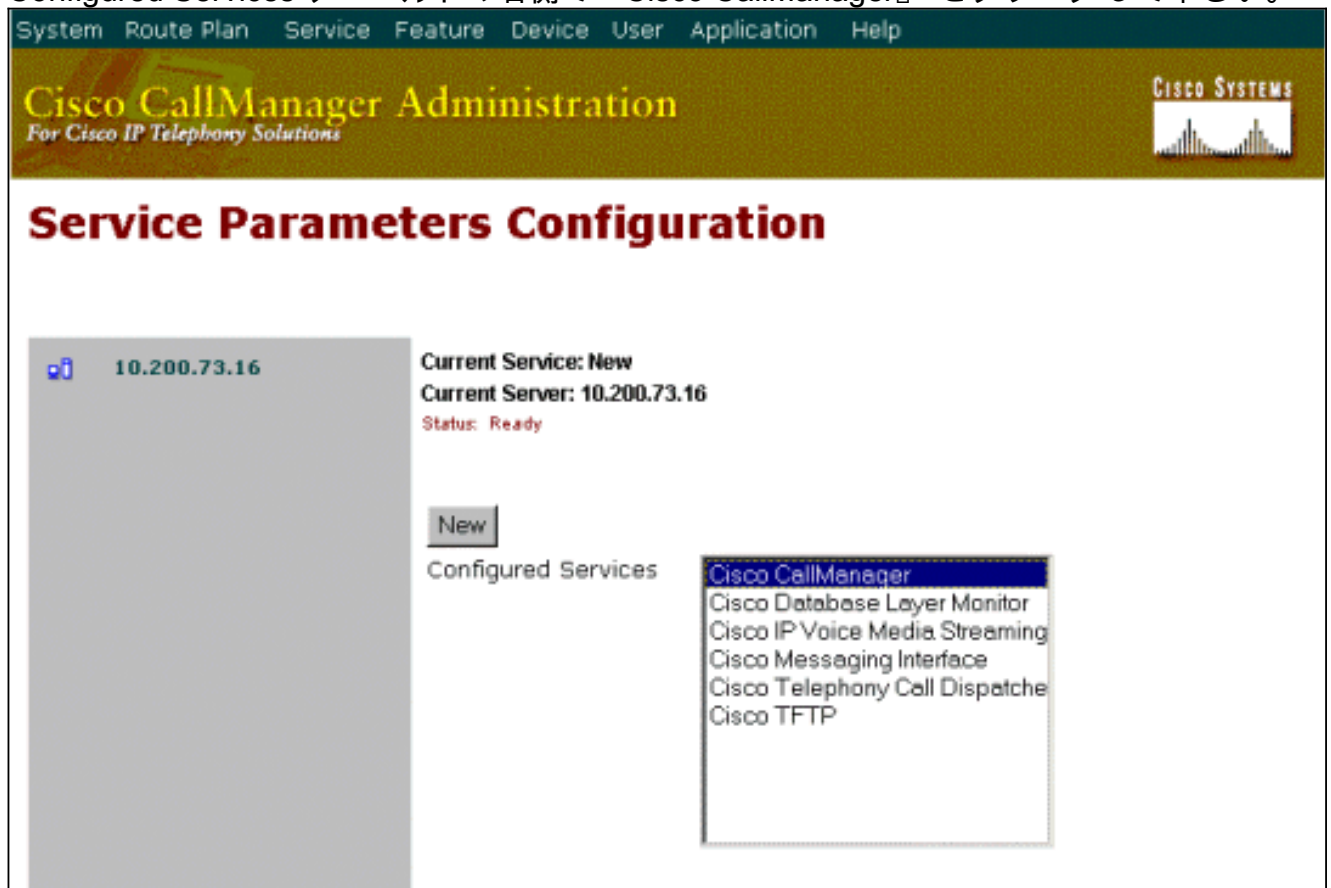 System Route Plan Service Feature Device User Application Help
Cisco CallManager Administration
For Cisco IP Telephony Solutions
CISCO SYSTEMS
Service Parameters Configuration
10.200.73.16
Current Service: New
Current Server: 10.200.73.16
Status: Ready
New
Configured Services
Cisco CallManager
Cisco Database Layer Monitor
Cisco IP Voice Media Streaming
Cisco Messaging Interface
Cisco Telephony Call Dispatche
Cisco TFTP